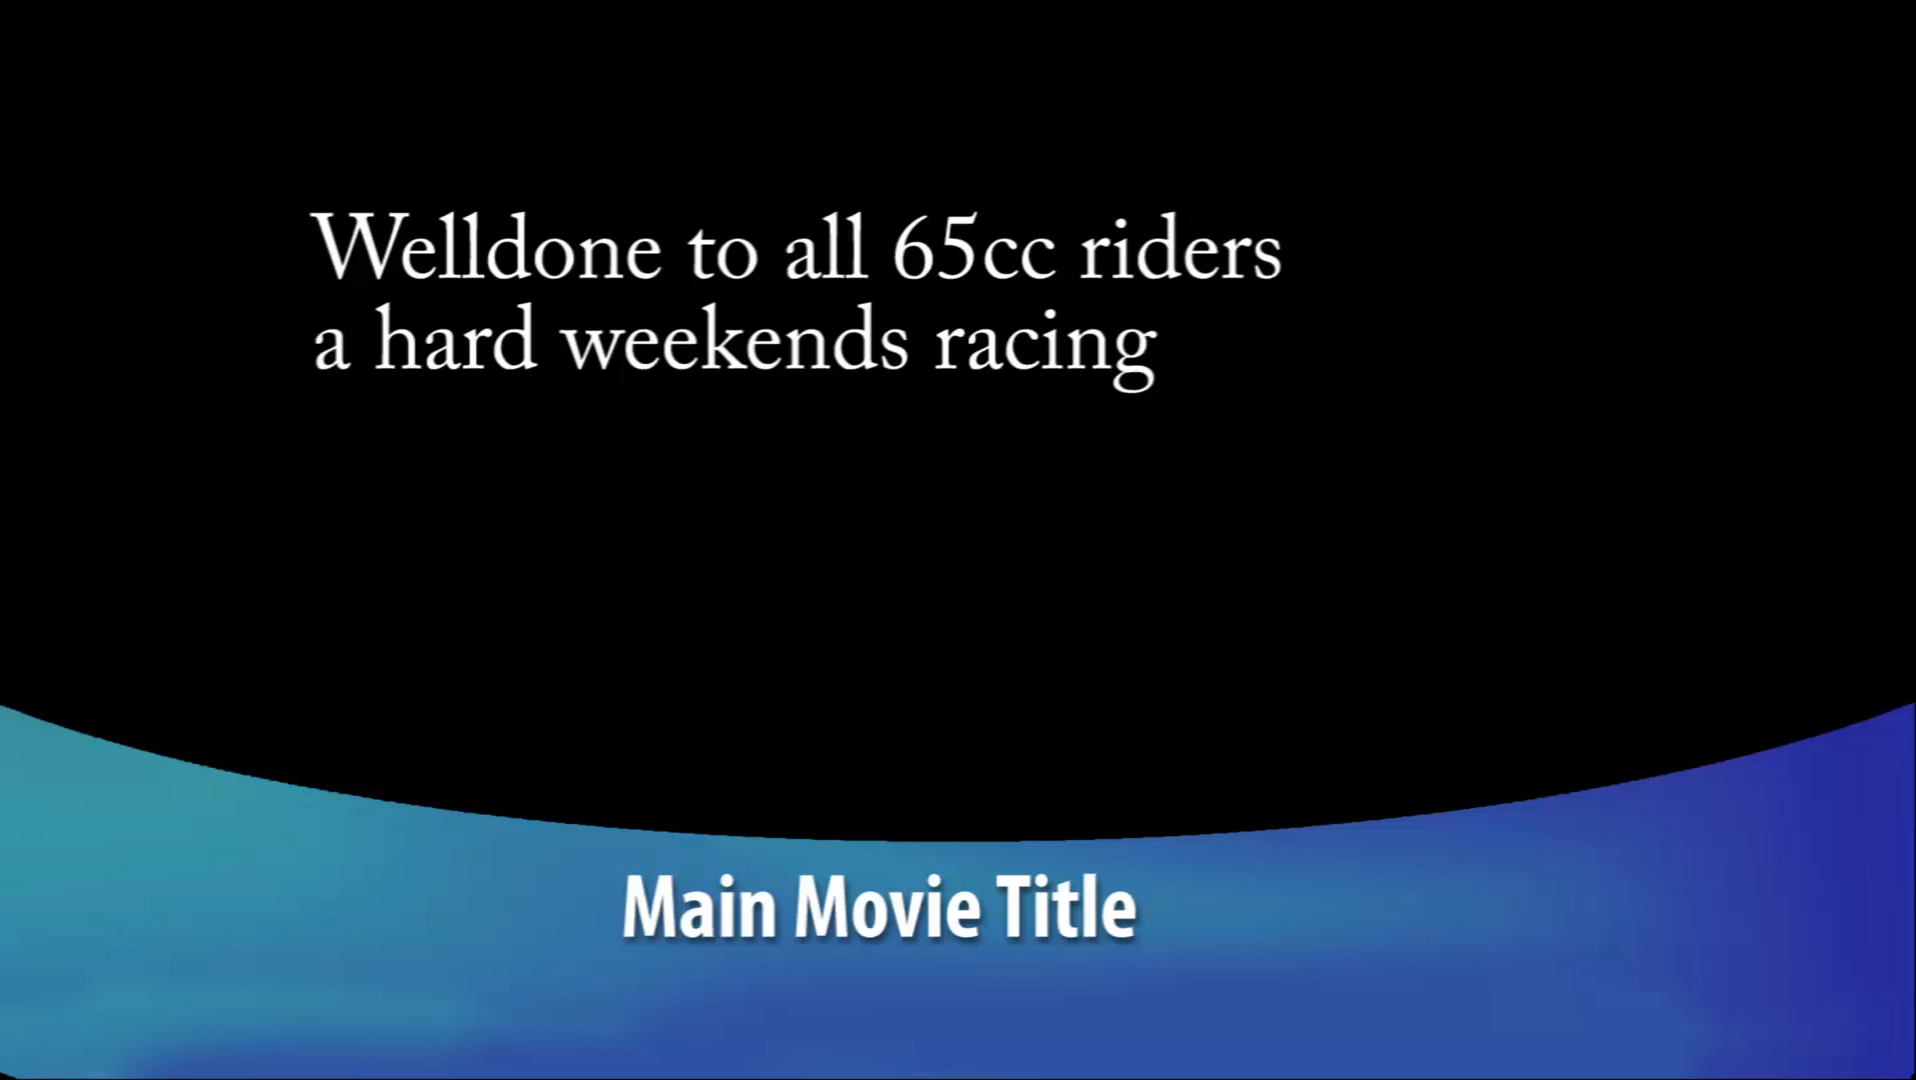 Welldone to all 65cc riders
a hard weekends racing
Main Movie Title